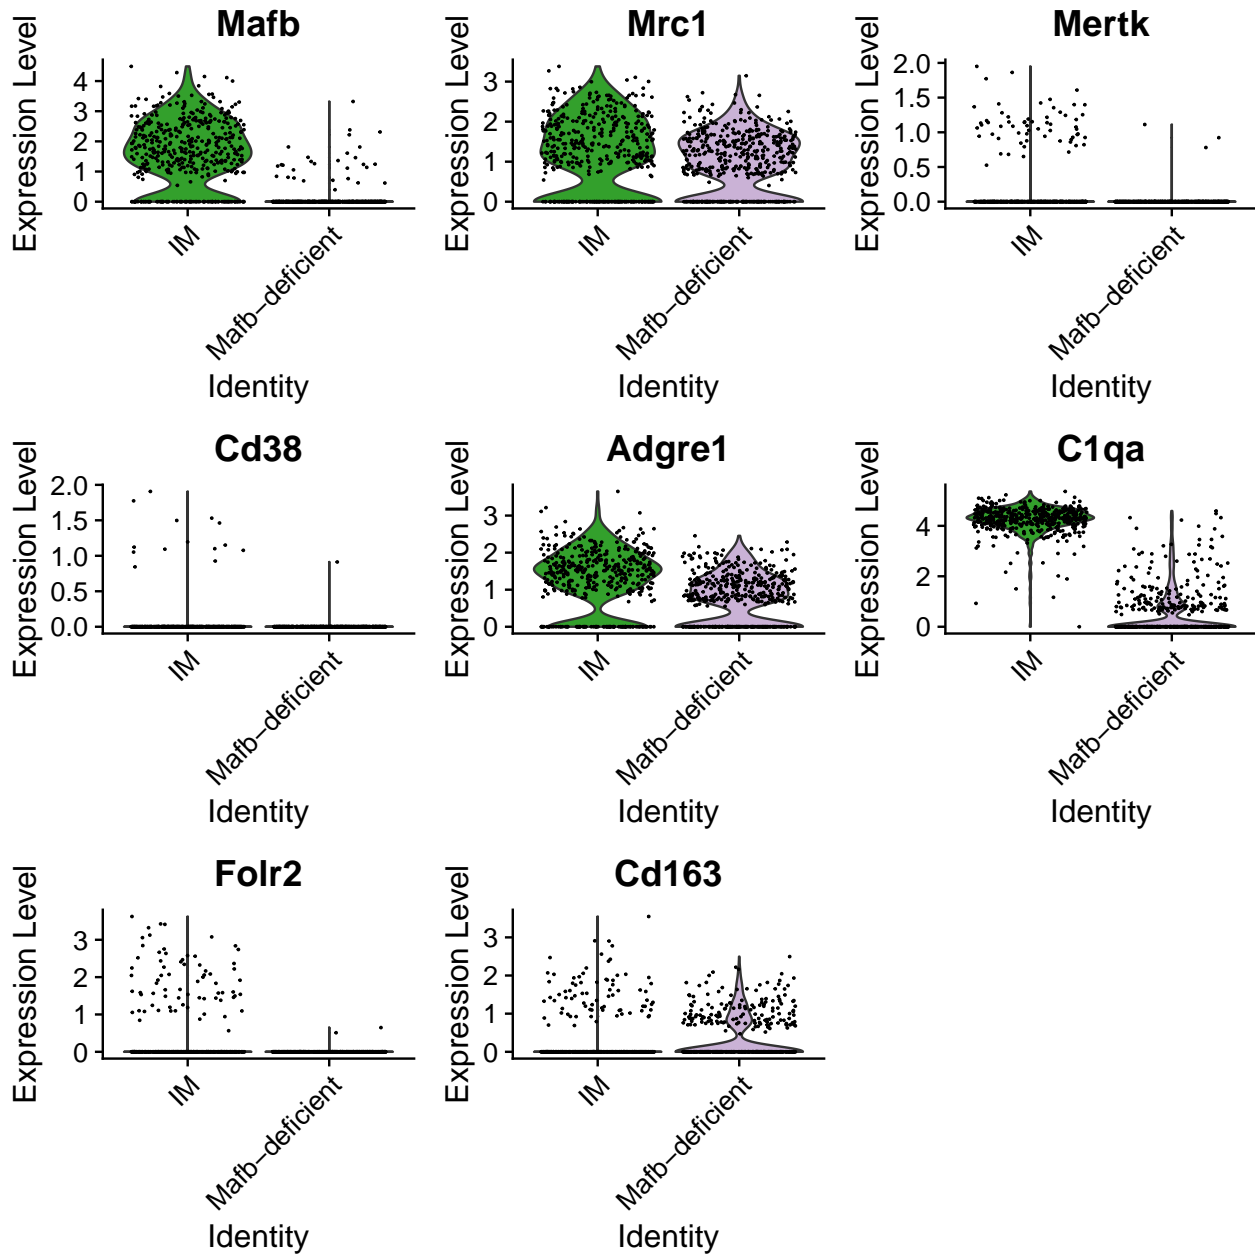 Mafb
Expression Level
4
3
2
1
0
IM
Mafb−deficient
Identity
Mrc1
Expression Level
3
2
1
0
IM
Mafb−deficient
Identity
Mertk
Expression Level
2.0
1.5
1.0
0.5
0.0
IM
Mafb−deficient
Identity
Cd38
Expression Level
2.0
1.5
1.0
0.5
0.0
IM
Mafb−deficient
Identity
Adgre1
Expression Level
3
2
1
0
IM
Mafb−deficient
Identity
C1qa
Expression Level
4
2
0
IM
Mafb−deficient
Identity
Folr2
Expression Level
3
2
1
0
IM
Mafb−deficient
Identity
Cd163
Expression Level
3
2
1
0
IM
Mafb−deficient
Identity